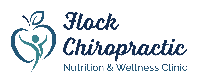 Flock
Chiropractic
Nutrition & Wellness Clinic